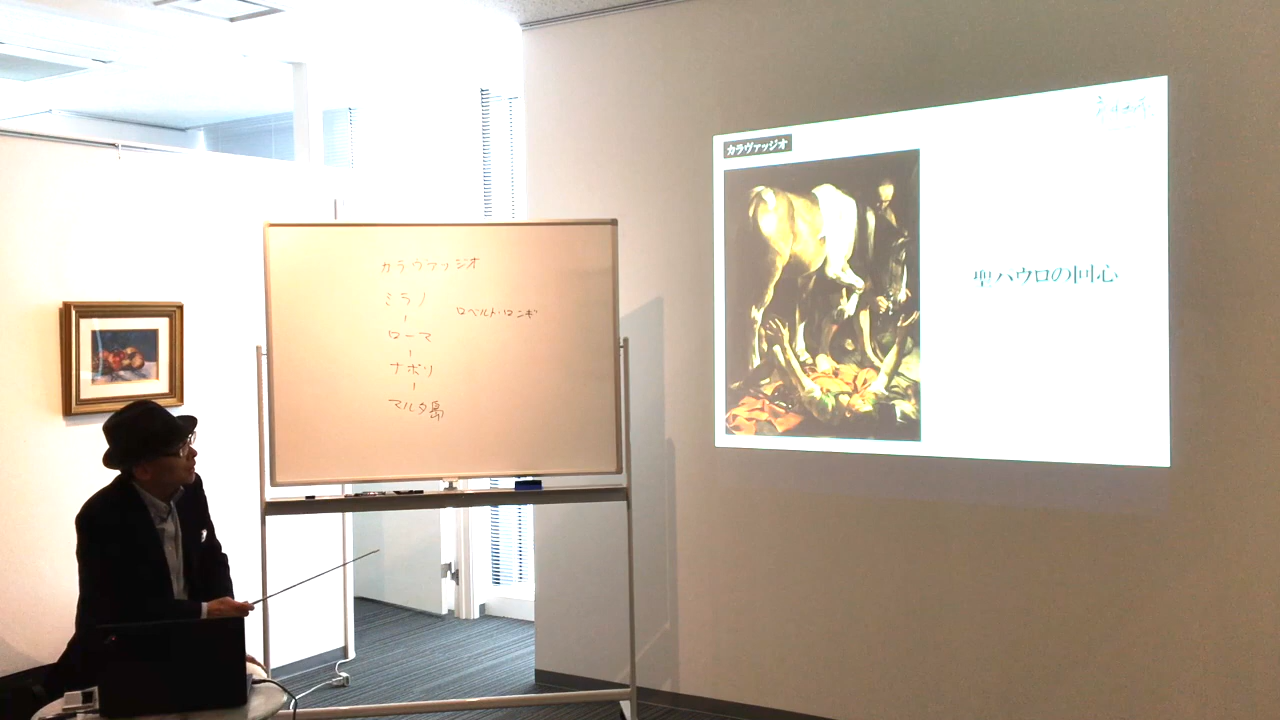 カラヴァッジオ
ミラノ
ロベルト・ロンギ
ローマ
ナポリ
マルタ島
カラヴァッジオ
聖パウロの回心